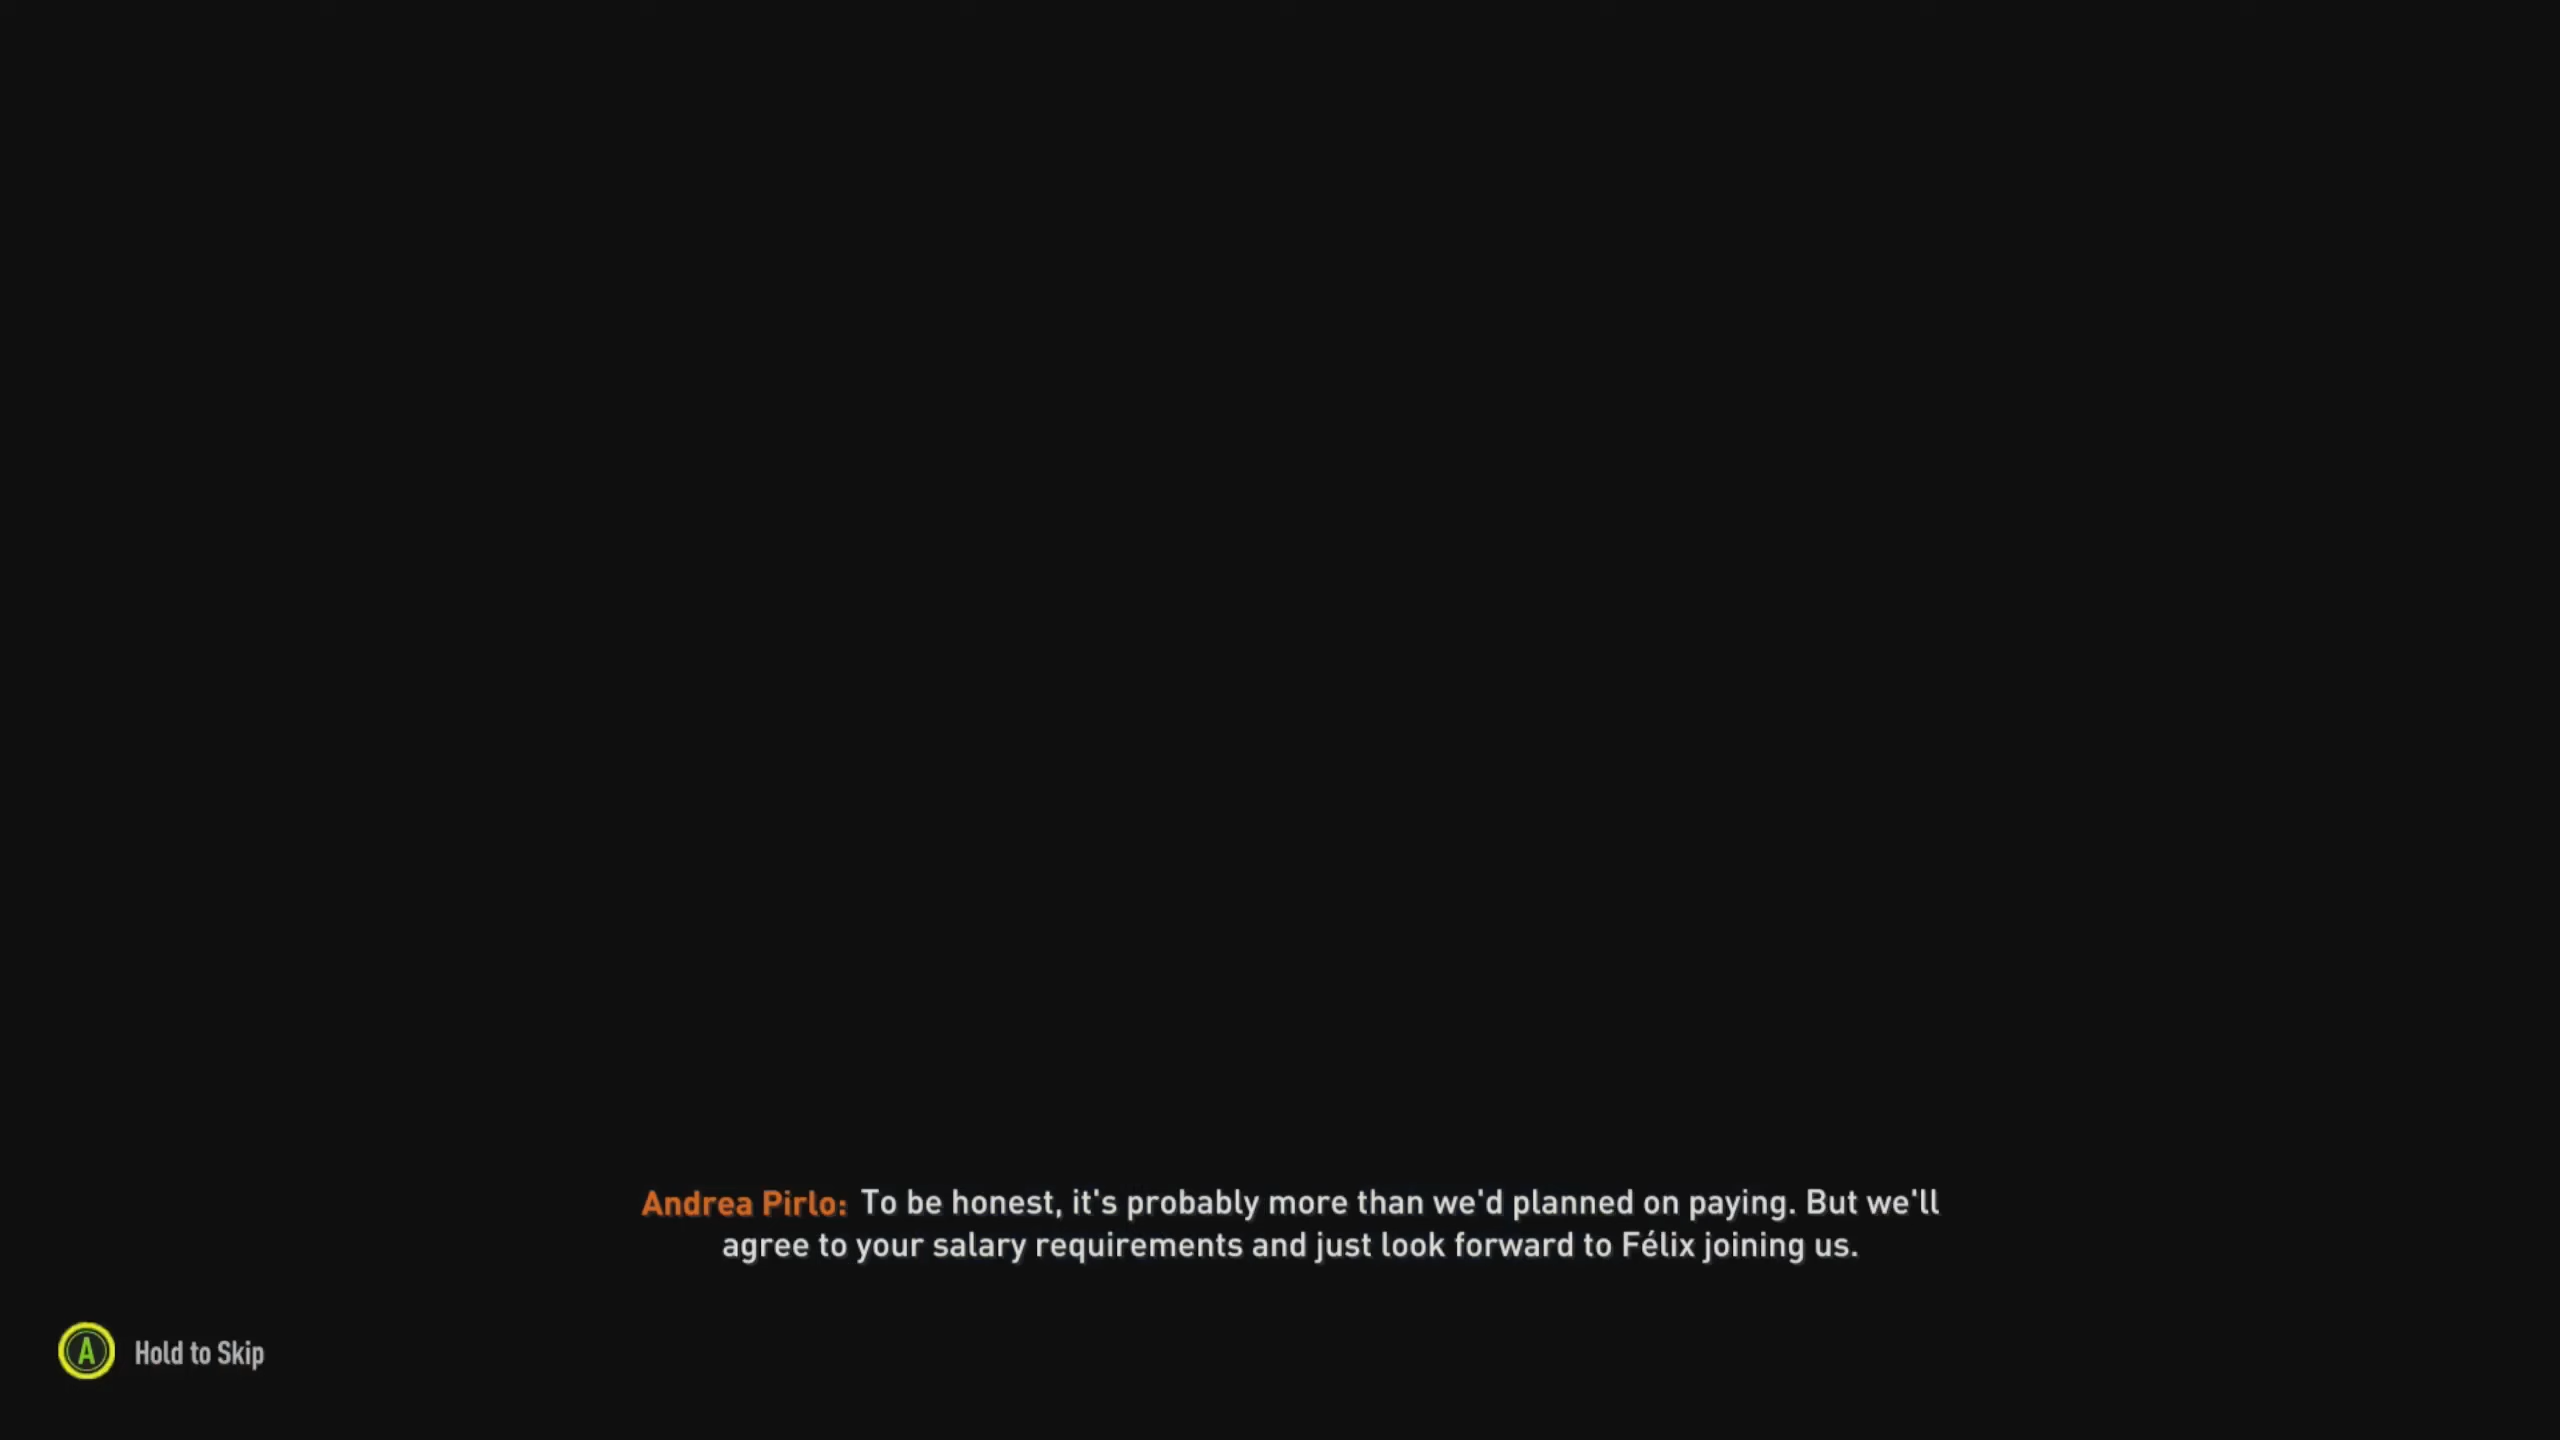 Andrea Pirlo: To be honest, it's probably more than we'd planned on paying. But we'll
agree to your salary requirements and just look forward to Félix joining us.
A Hold to Skip